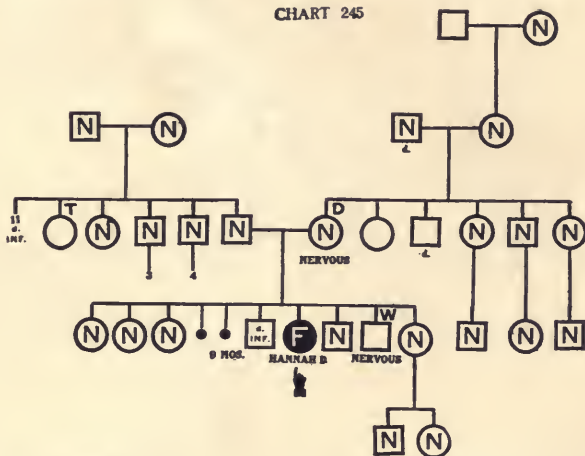 CHART 245
N
N N N N
d.
11 T D
d. N N N N N N N N
INF.
d.
3 4 NERVOUS
W
N N N d. F N N
INF.
9 MOS. HANNAH D. NERVOUS
N N N
N N